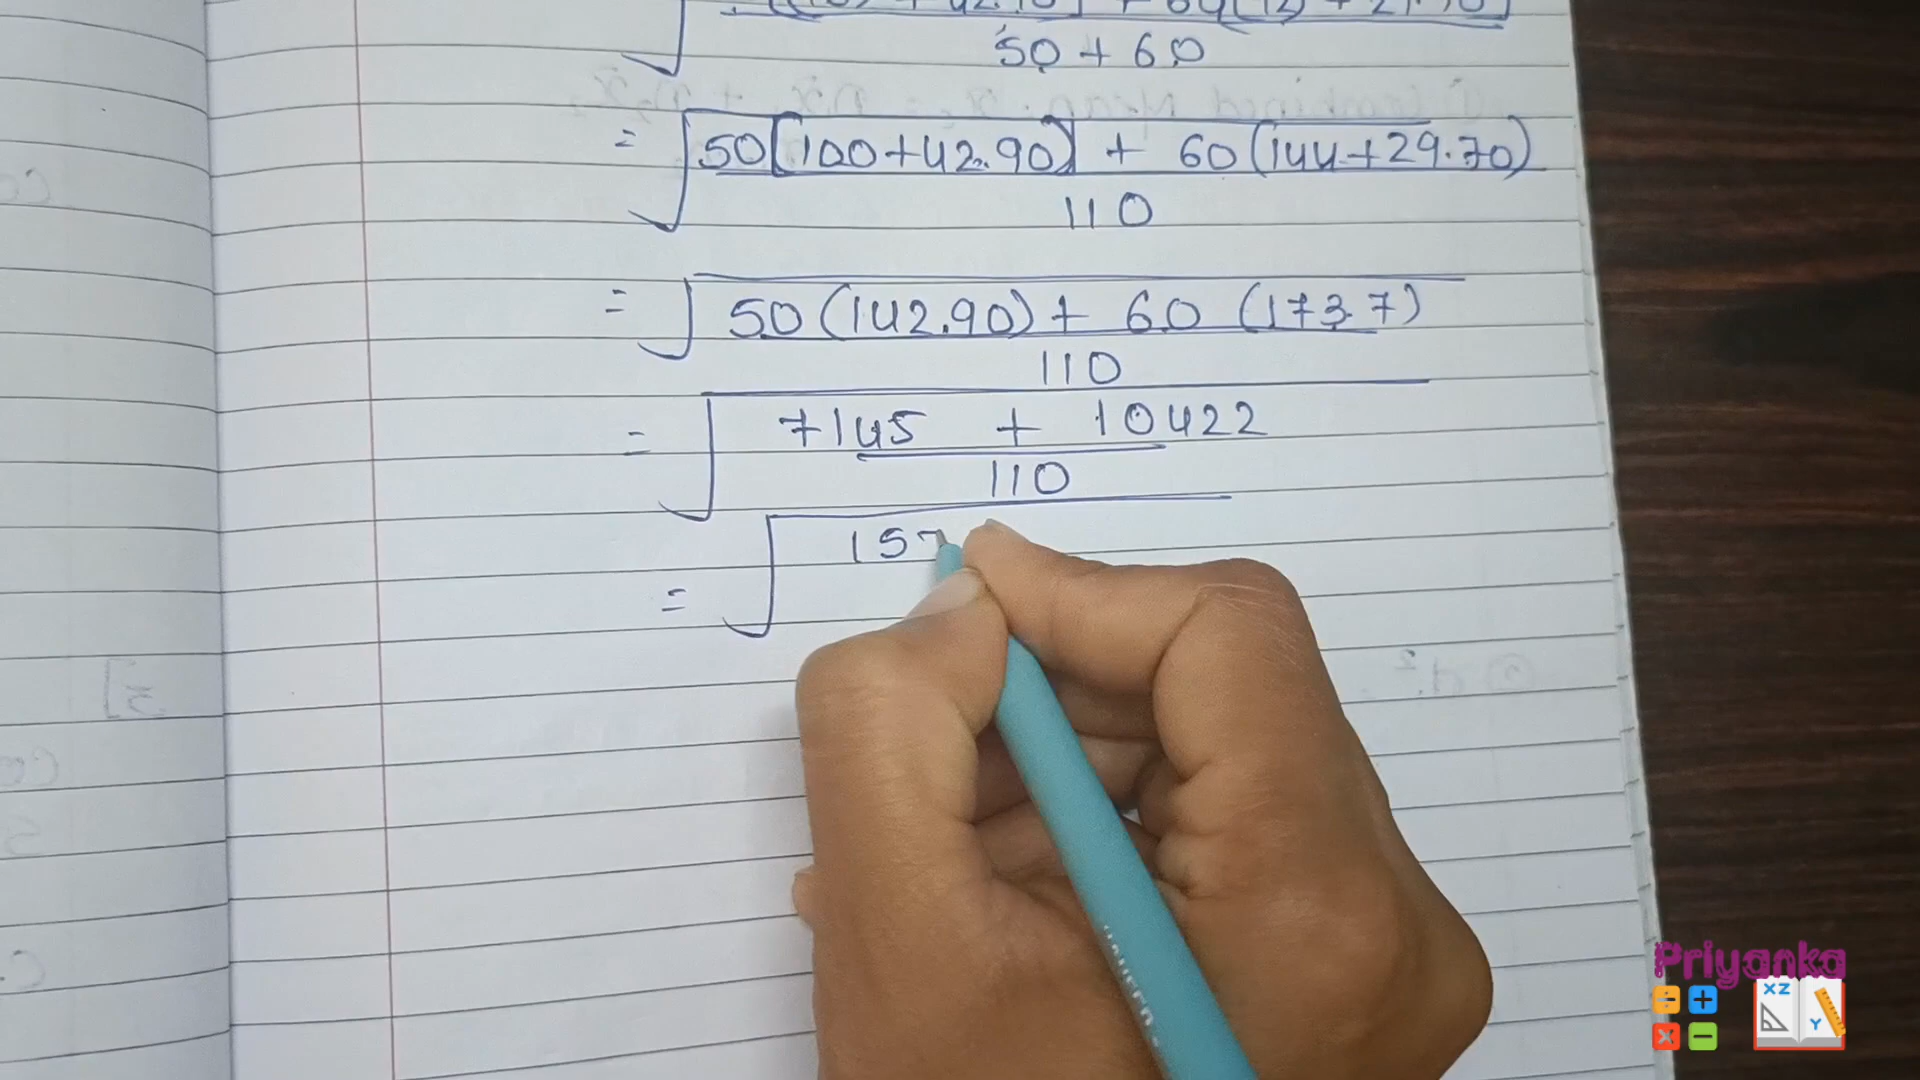 50 + 60
= √ 50[100+42.90] + 60(144+29.70)
110
= √ 50(142.90) + 60 (173.7)
110
= √ 7145 + 10422
110
= √ 157
Priyanka
XZ
Y